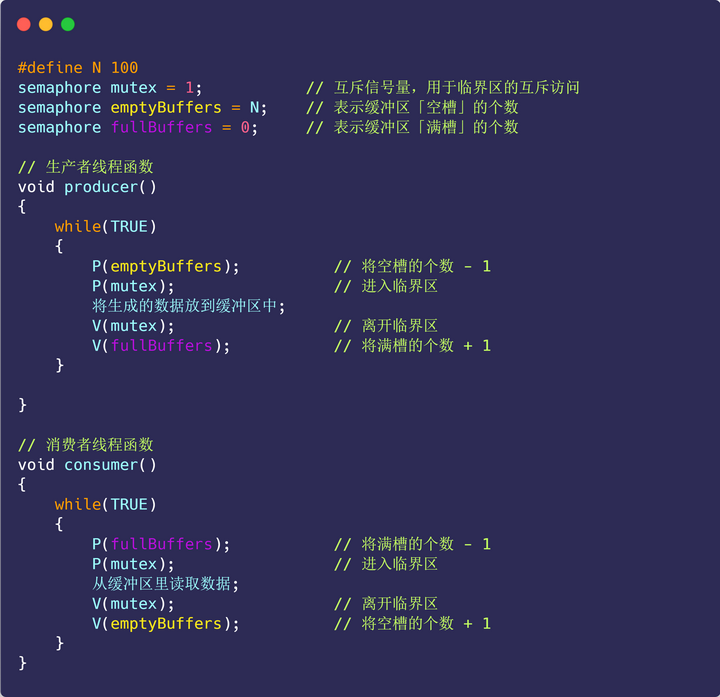 #define N 100
semaphore mutex = 1;           // 互斥信号量，用于临界区的互斥访问
semaphore emptyBuffers = N;    // 表示缓冲区「空槽」的个数
semaphore fullBuffers = 0;     // 表示缓冲区「满槽」的个数
// 生产者线程函数
void producer()
{
    while(TRUE)
    {
        P(emptyBuffers);          // 将空槽的个数 - 1
        P(mutex);                 // 进入临界区
        将生成的数据放到缓冲区中;
        V(mutex);                 // 离开临界区
        V(fullBuffers);           // 将满槽的个数 + 1
    }
}
// 消费者线程函数
void consumer()
{
    while(TRUE)
    {
        P(fullBuffers);           // 将满槽的个数 - 1
        P(mutex);                 // 进入临界区
        从缓冲区里读取数据;
        V(mutex);                 // 离开临界区
        V(emptyBuffers);          // 将空槽的个数 + 1
    }
}